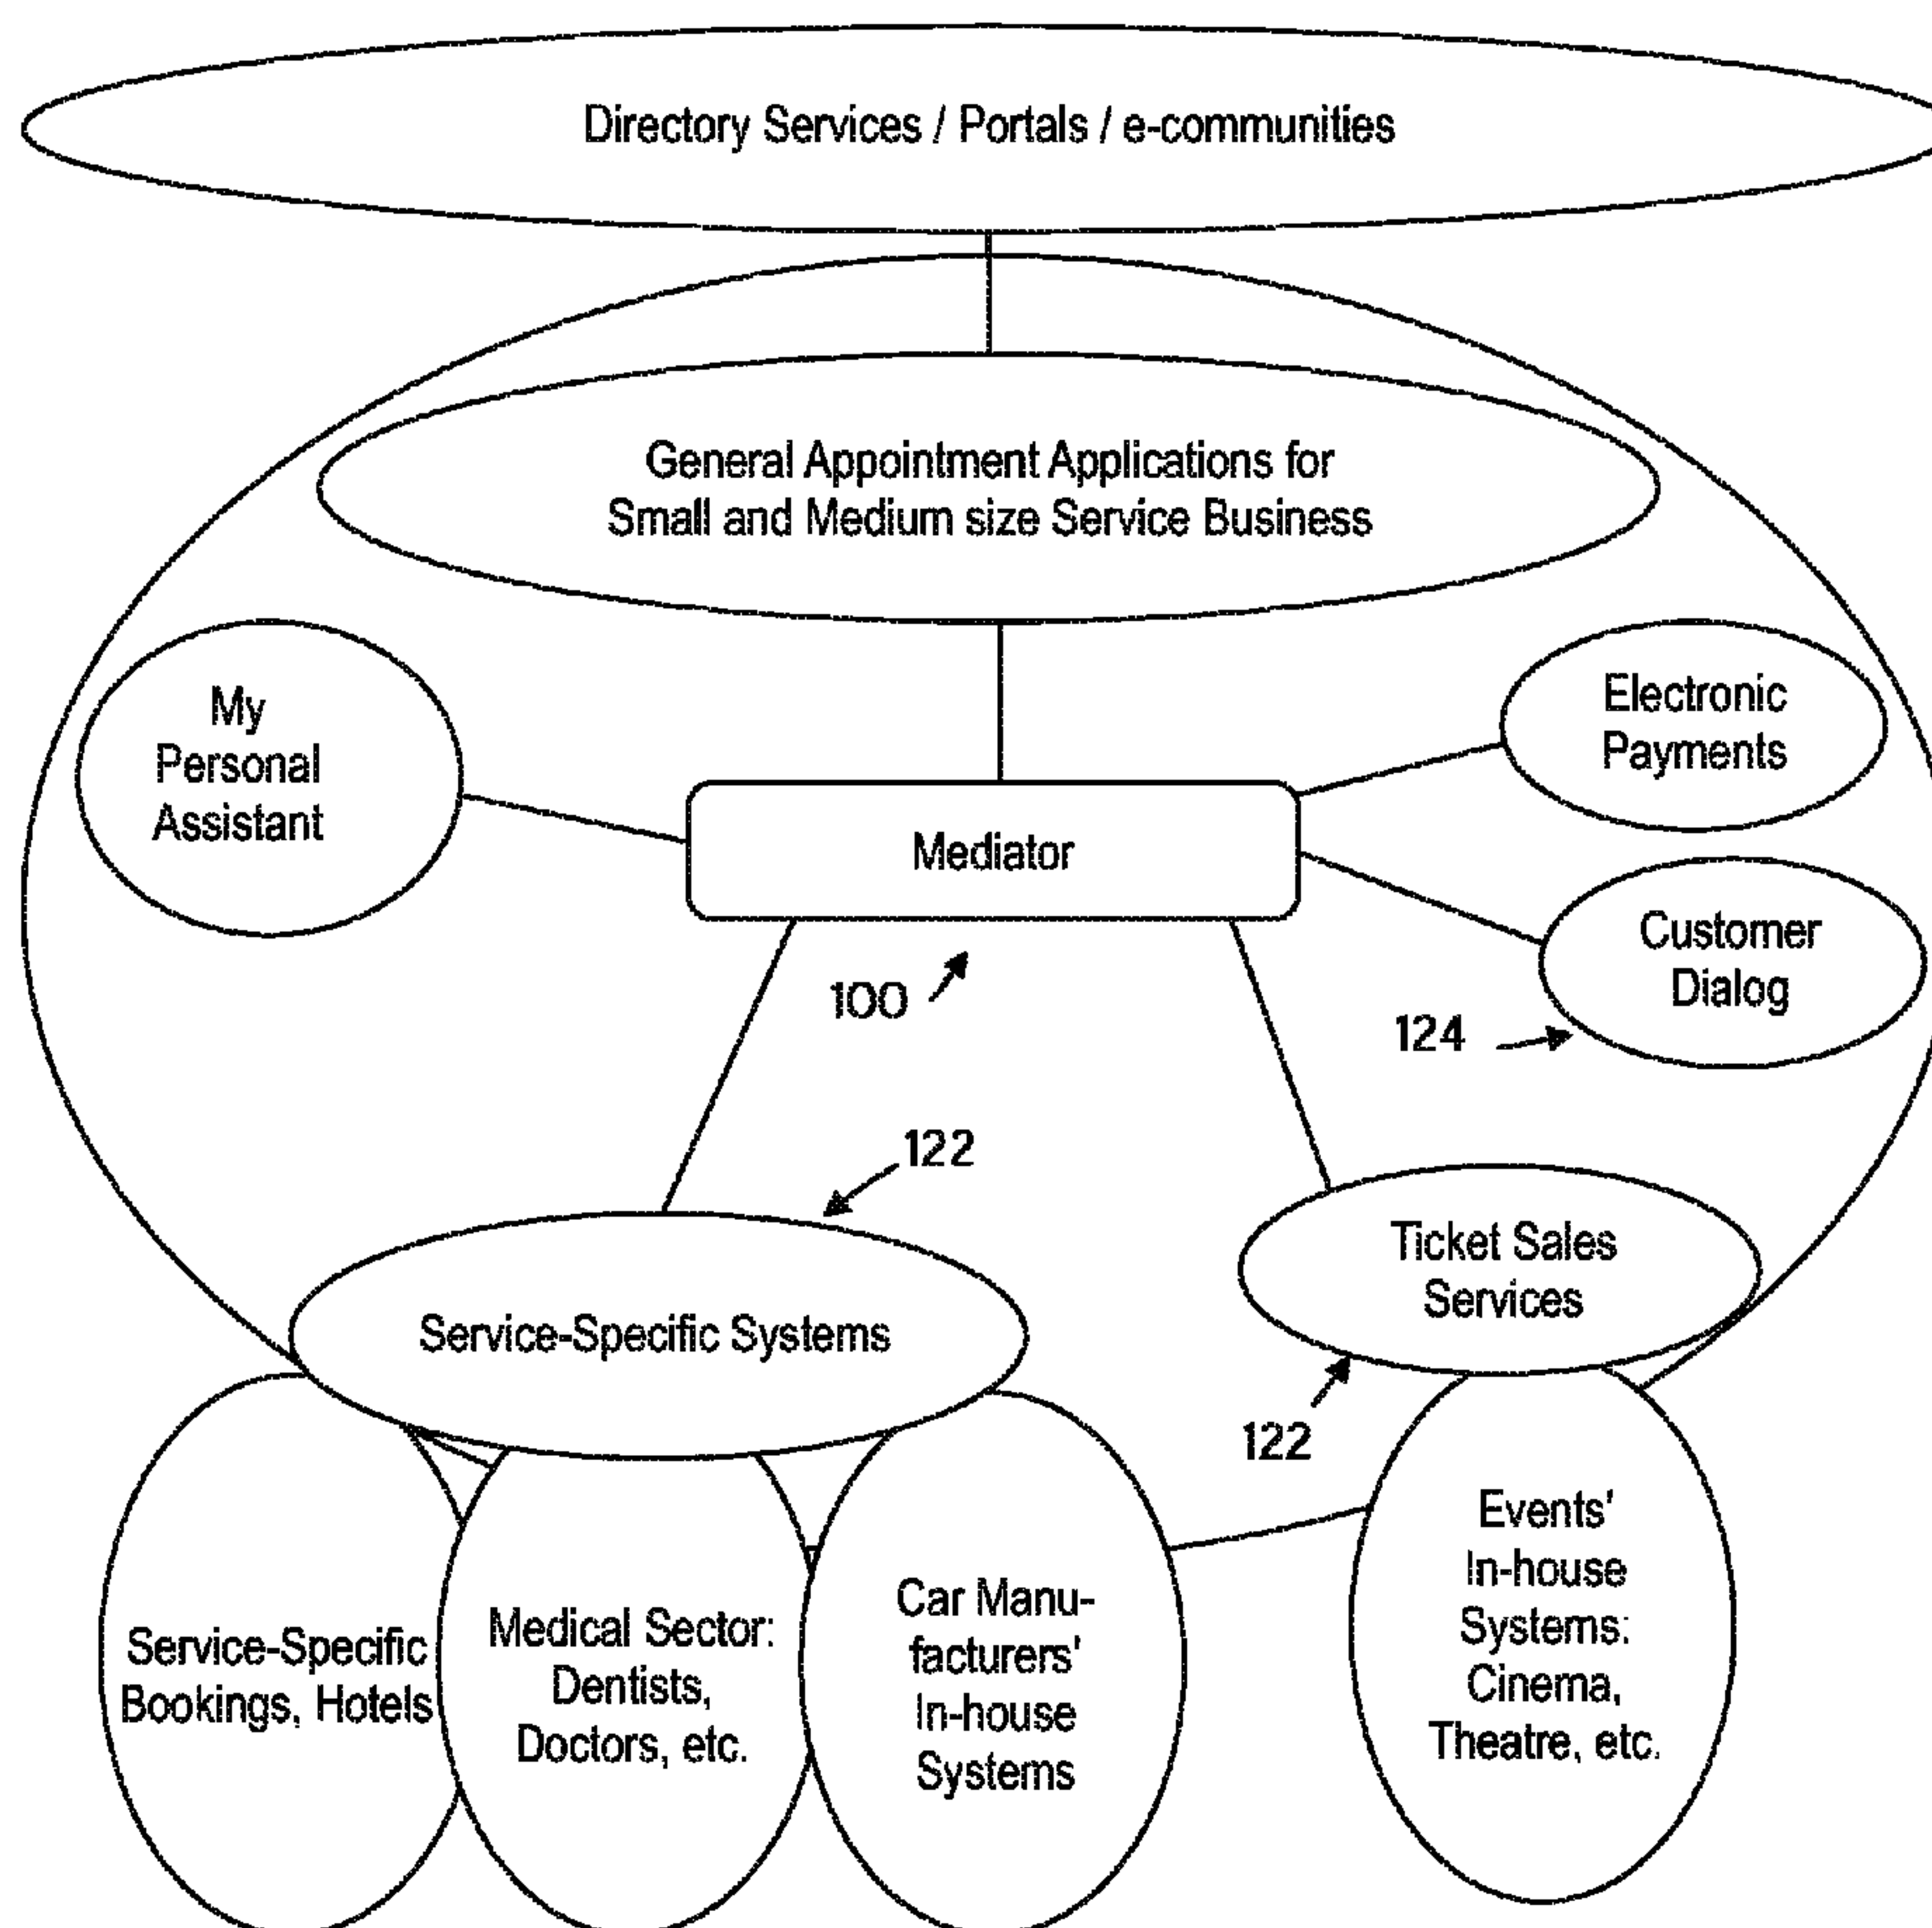 Directory Services / Portals / e-communities
General Appointment Applications for
Small and Medium size Service Business
My
Personal
Assistant
Electronic
Payments
Mediator
Customer
Dialog
100
124
122
Ticket Sales
Services
Service-Specific Systems
122
Service-Specific
Bookings, Hotels
Medical Sector:
Dentists,
Doctors, etc.
Car Manu-
facturers'
In-house
Systems
Events'
In-house
Systems:
Cinema,
Theatre, etc.